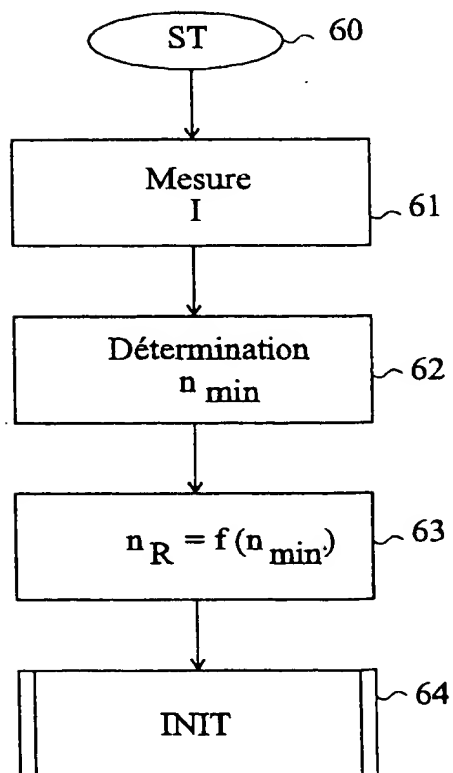 ST
60
Mesure
I
61
Détermination
n min
62
n R = f (n min)
63
INIT
64